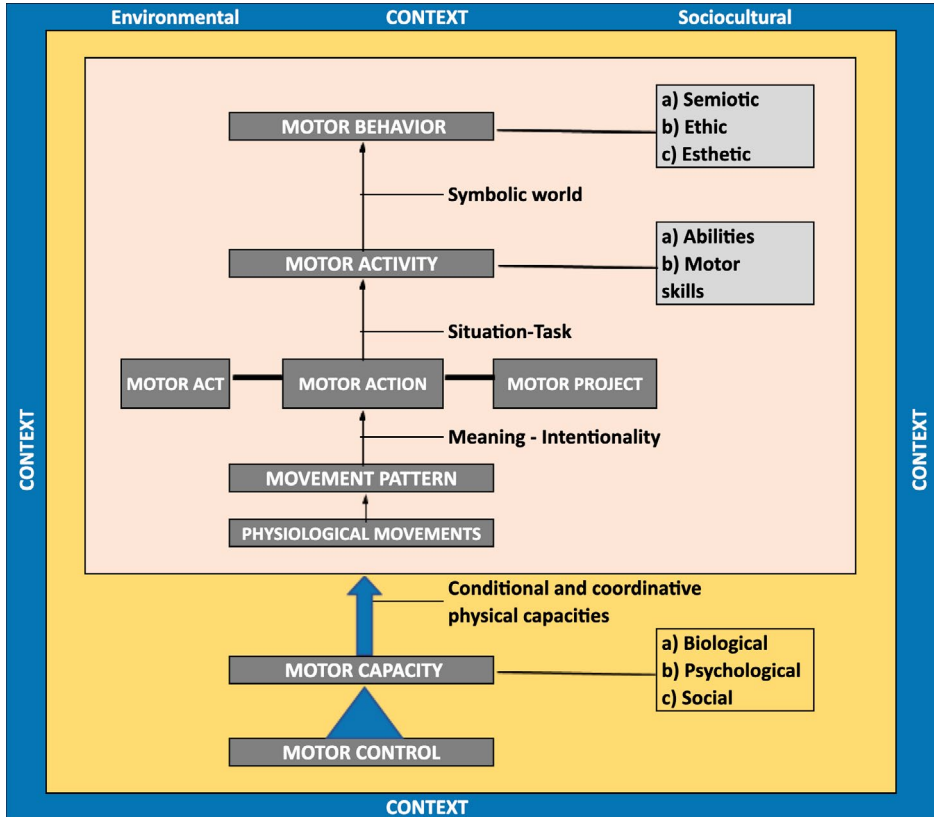 Environmental CONTEXT Sociocultural
MOTOR BEHAVIOR
a) Semiotic
b) Ethic
c) Esthetic
Symbolic world
MOTOR ACTIVITY
a) Abilities
b) Motor
skills
Situation-Task
MOTOR ACT
MOTOR ACTION
MOTOR PROJECT
CONTEXT
CONTEXT
Meaning - Intentionality
MOVEMENT PATTERN
PHYSIOLOGICAL MOVEMENTS
Conditional and coordinative
physical capacities
MOTOR CAPACITY
a) Biological
b) Psychological
c) Social
MOTOR CONTROL
CONTEXT